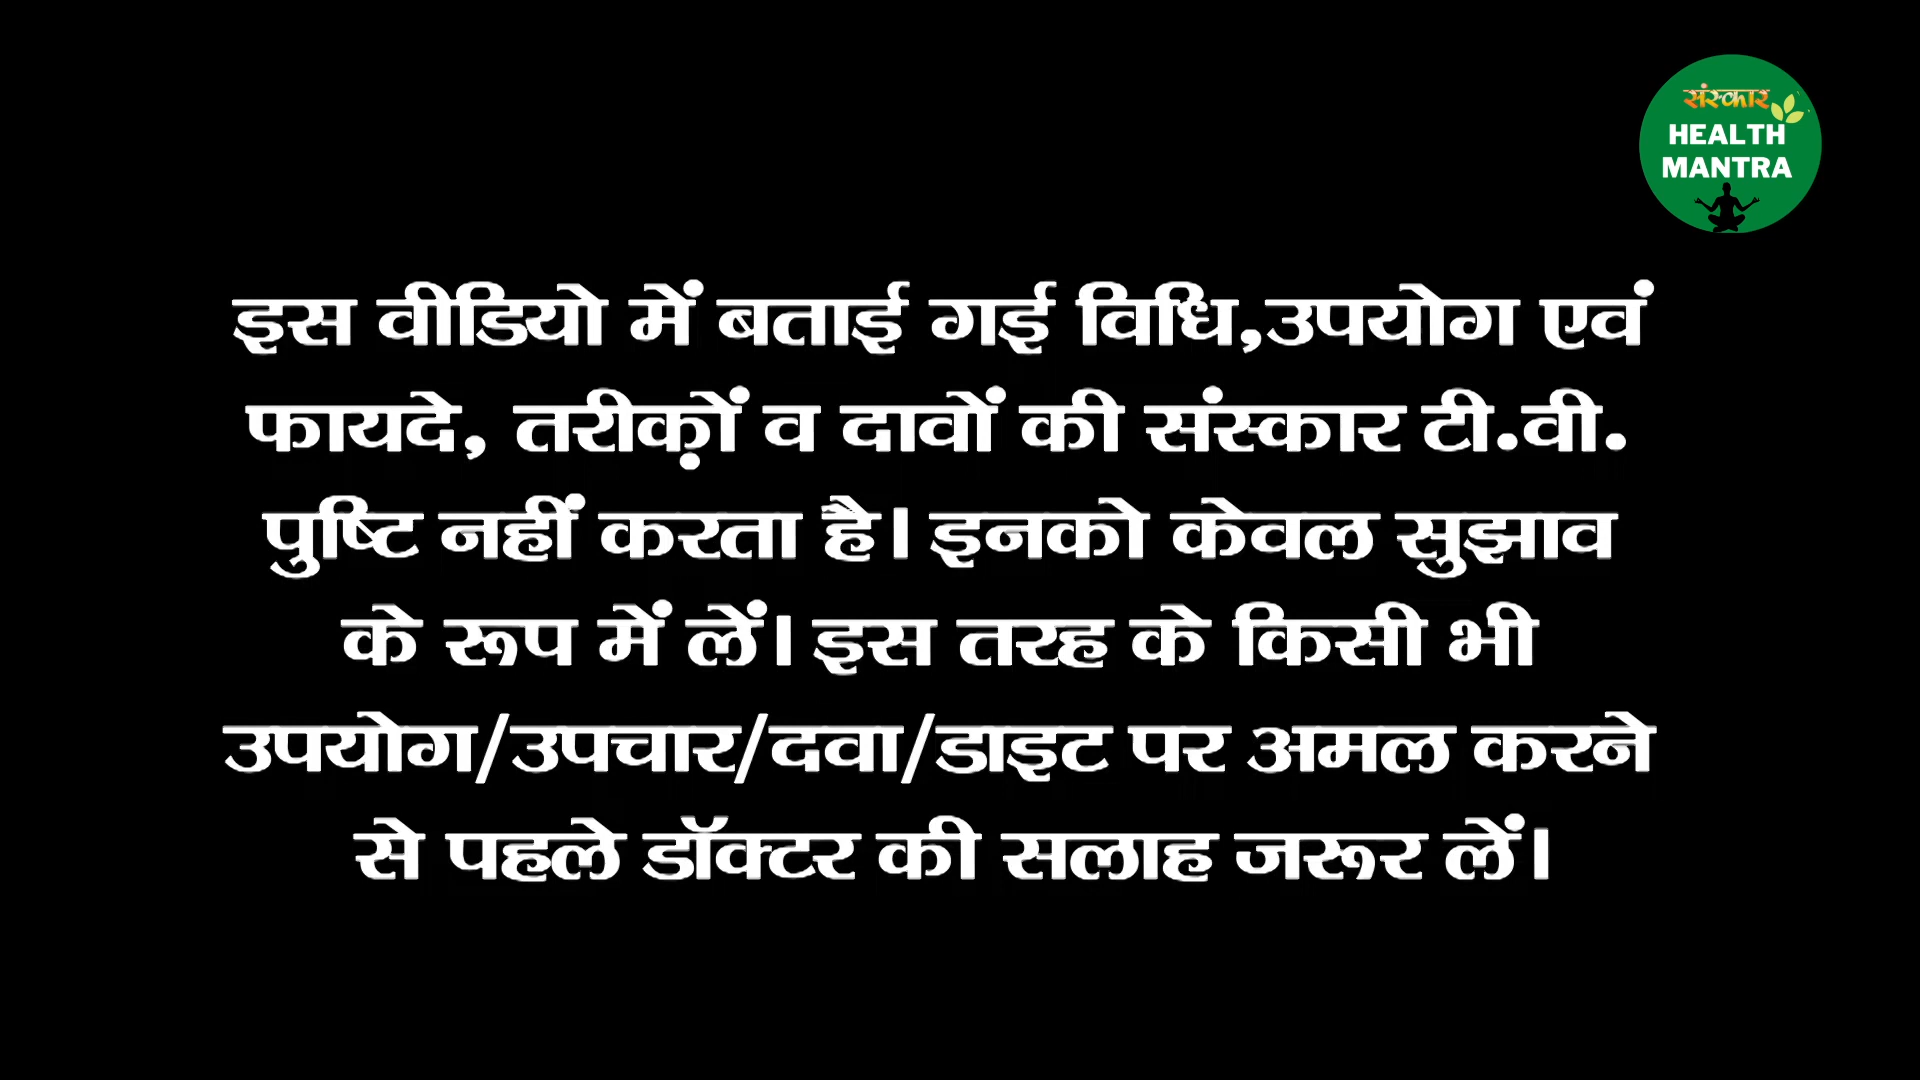 संस्कार
HEALTH
MANTRA
इस वीडियो में बताई गई विधि,उपयोग एवं
फायदे, तरीक़ों व दावों की संस्कार टी.वी.
पुष्टि नहीं करता है। इनको केवल सुझाव
के रूप में लें। इस तरह के किसी भी
उपयोग/उपचार/दवा/डाइट पर अमल करने
से पहले डॉक्टर की सलाह जरूर लें।